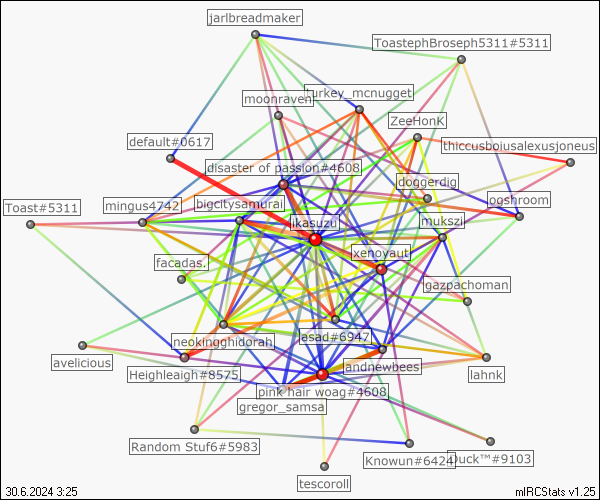 jarlbreadmaker
ToastephBroseph5311#5311
turkey_mcnugget
moonraven
ZeeHonK
default#0617
thiccusboiusalexusjoneus
disaster of passion#4608
doggerdig
ooshroom
Toast#5311
mingus4742
bigcitysamurai
ikasuzu
mukszi
xenoyaut
facadas.
gazpachoman
neokingghidorah
asad#6947
avelicious
Heighleaigh#8575
andnewbees
lahnk
pink hair woag#4608
gregor_samsa
Random Stuf6#5983
Knowun#6424
Duck™#9103
tescoroll
30.6.2024 3:25
mIRCStats v1.25